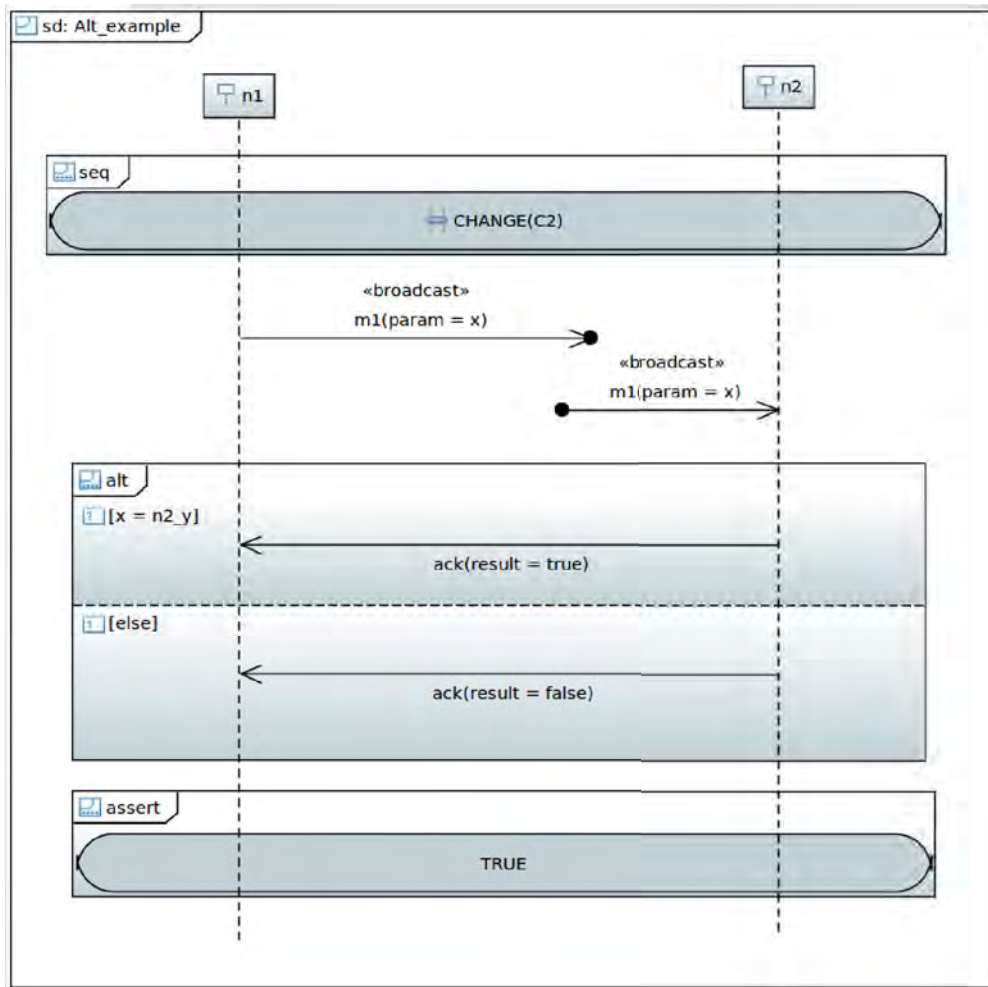 sd: Alt_example
n1
n2
seq
CHANGE(C2)
«broadcast»
m1(param = x)
«broadcast»
m1(param = x)
alt
[x = n2_y]
ack(result = true)
[else]
ack(result = false)
assert
TRUE